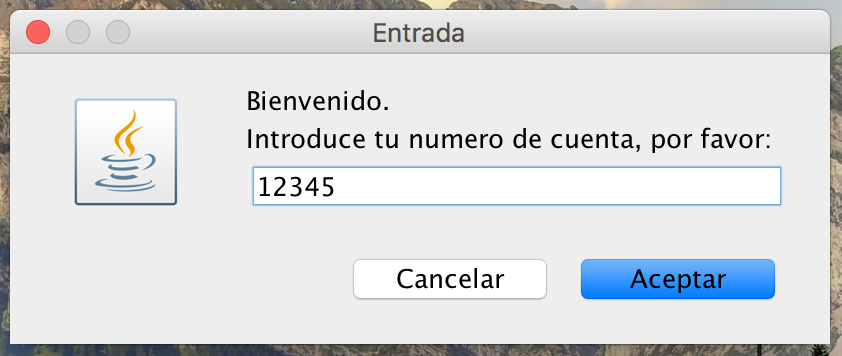 Entrada
Bienvenido.
Introduce tu numero de cuenta, por favor:
12345
Cancelar
Aceptar